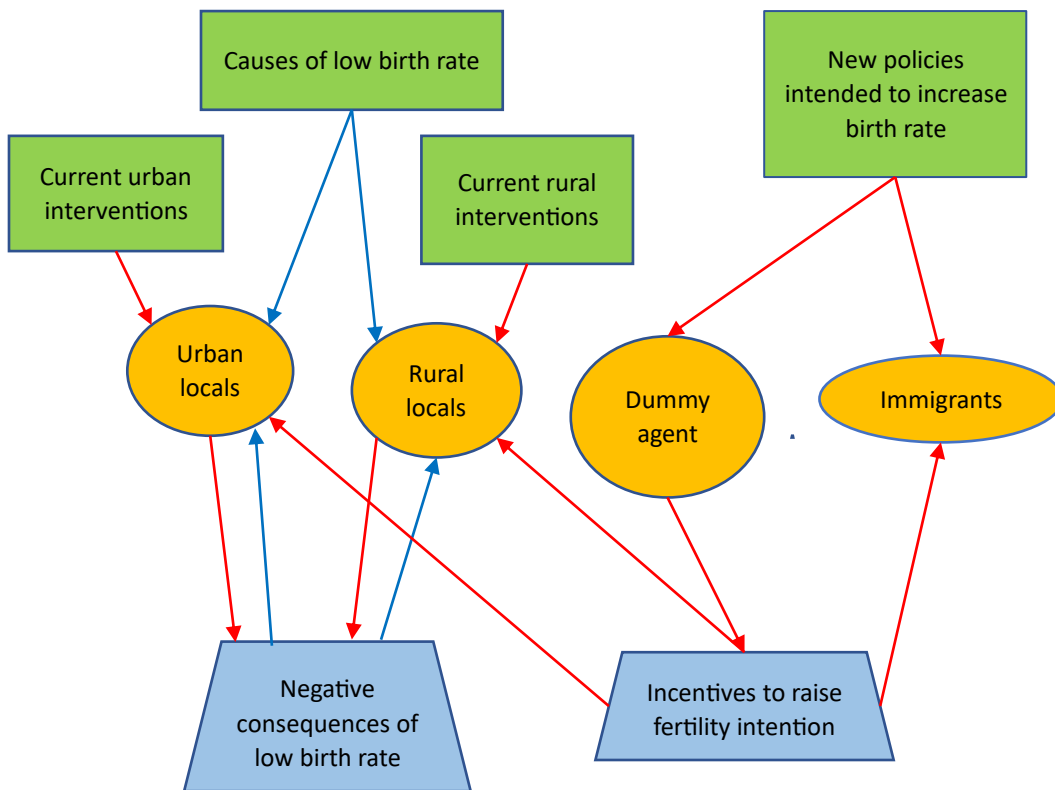 Causes of low birth rate
New policies
intended to increase
birth rate
Current urban
interventions
Current rural
interventions
Urban
locals
Rural
locals
Dummy
agent
.
Immigrants
Negative
consequences of
low birth rate
Incentives to raise
fertility intention